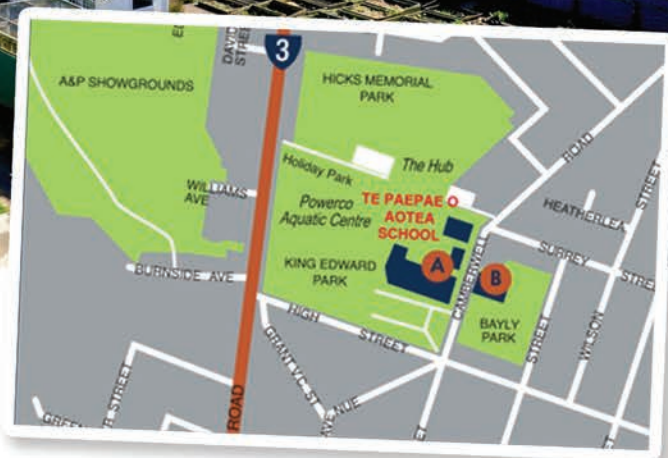 DAVID
STREET
3
A&P SHOWGROUNDS
HICKS MEMORIAL
PARK
ROAD
STREET
Holiday Park
The Hub
WILLIAMS
AVE
Powerco
Aquatic Centre
TE PAEPAE O
AOTEA
SCHOOL
HEATHERLEA
SURREY
KING EDWARD
PARK
A
CAMBERWELL
B
BURNSIDE AVE
HIGH
STREET
BAYLY
PARK
STREET
WILSON
GRANT V.C. ST
AVENUE
STREET
ROAD